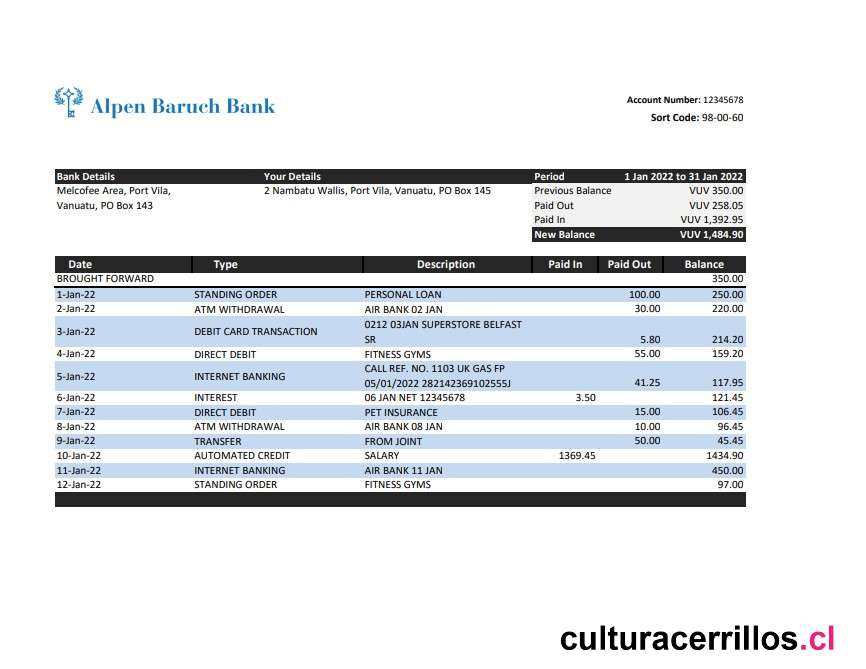 Alpen Baruch Bank
Account Number: 12345678
Sort Code: 98-00-60
Bank Details Your Details Period 1 Jan 2022 to 31 Jan 2022
Melcofee Area, Port Vila, 2 Nambatu Wallis, Port Vila, Vanuatu, PO Box 145 Previous Balance VUV 350.00
Vanuatu, PO Box 143 Paid Out VUV 258.05
Paid In VUV 1,392.95
New Balance VUV 1,484.90
Date Type Description Paid In Paid Out Balance
BROUGHT FORWARD 350.00
1-Jan-22 STANDING ORDER PERSONAL LOAN 100.00 250.00
2-Jan-22 ATM WITHDRAWAL AIR BANK 02 JAN 30.00 220.00
3-Jan-22 DEBIT CARD TRANSACTION 0212 03JAN SUPERSTORE BELFAST
SR 5.80 214.20
4-Jan-22 DIRECT DEBIT FITNESS GYMS 55.00 159.20
5-Jan-22 INTERNET BANKING CALL REF. NO. 1103 UK GAS FP
05/01/2022 282142369102555J 41.25 117.95
6-Jan-22 INTEREST 06 JAN NET 12345678 3.50 121.45
7-Jan-22 DIRECT DEBIT PET INSURANCE 15.00 106.45
8-Jan-22 ATM WITHDRAWAL AIR BANK 08 JAN 10.00 96.45
9-Jan-22 TRANSFER FROM JOINT 50.00 45.45
10-Jan-22 AUTOMATED CREDIT SALARY 1369.45 1434.90
11-Jan-22 INTERNET BANKING AIR BANK 11 JAN 450.00
12-Jan-22 STANDING ORDER FITNESS GYMS 97.00
culturacerrillos.cl